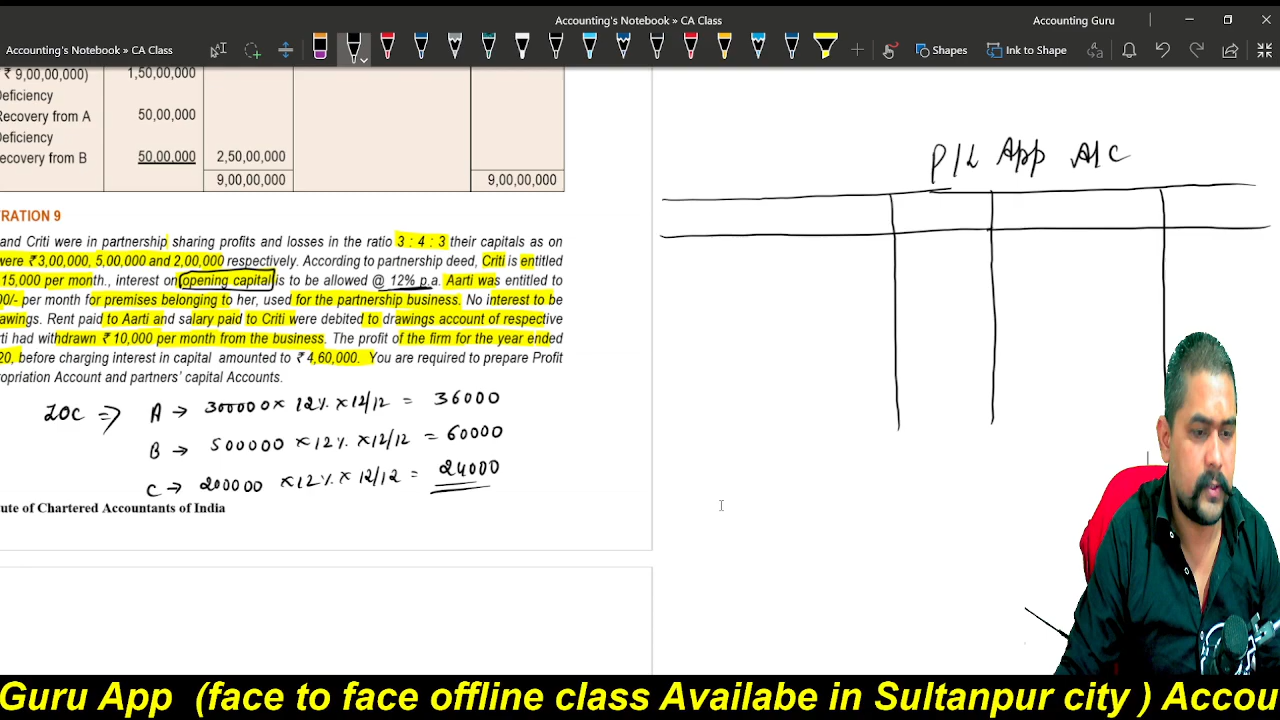 Accounting's Notebook » CA Class
Accounting Guru
Accounting's Notebook » CA Class
Shapes
Ink to Shape
₹ 9,00,00,000) 1,50,00,000
Deficiency
Recovery from A 50,00,000
Deficiency
ecovery from B 50,00,000 2,50,00,000
9,00,00,000 9,00,00,000
RATION 9
and Criti were in partnership sharing profits and losses in the ratio 3 : 4 : 3 their capitals as on
were ₹ 3,00,000, 5,00,000 and 2,00,000 respectively. According to partnership deed, Criti is entitled
15,000 per month., interest on opening capital is to be allowed @ 12% p.a. Aarti was entitled to
00/- per month for premises belonging to her, used for the partnership business. No interest to be
awings. Rent paid to Aarti and salary paid to Criti were debited to drawings account of respective
rti had withdrawn ₹ 10,000 per month from the business. The profit of the firm for the year ended
20, before charging interest in capital amounted to ₹ 4,60,000. You are required to prepare Profit
opriation Account and partners' capital Accounts.
IOC => A → 300000 × 12% × 12/12 = 36000
B → 500000 × 12% × 12/12 = 60000
C → 200000 × 12% × 12/12 = 24000
ute of Chartered Accountants of India
P/L App A/C
Guru App (face to face offline class Availabe in Sultanpur city ) Accou